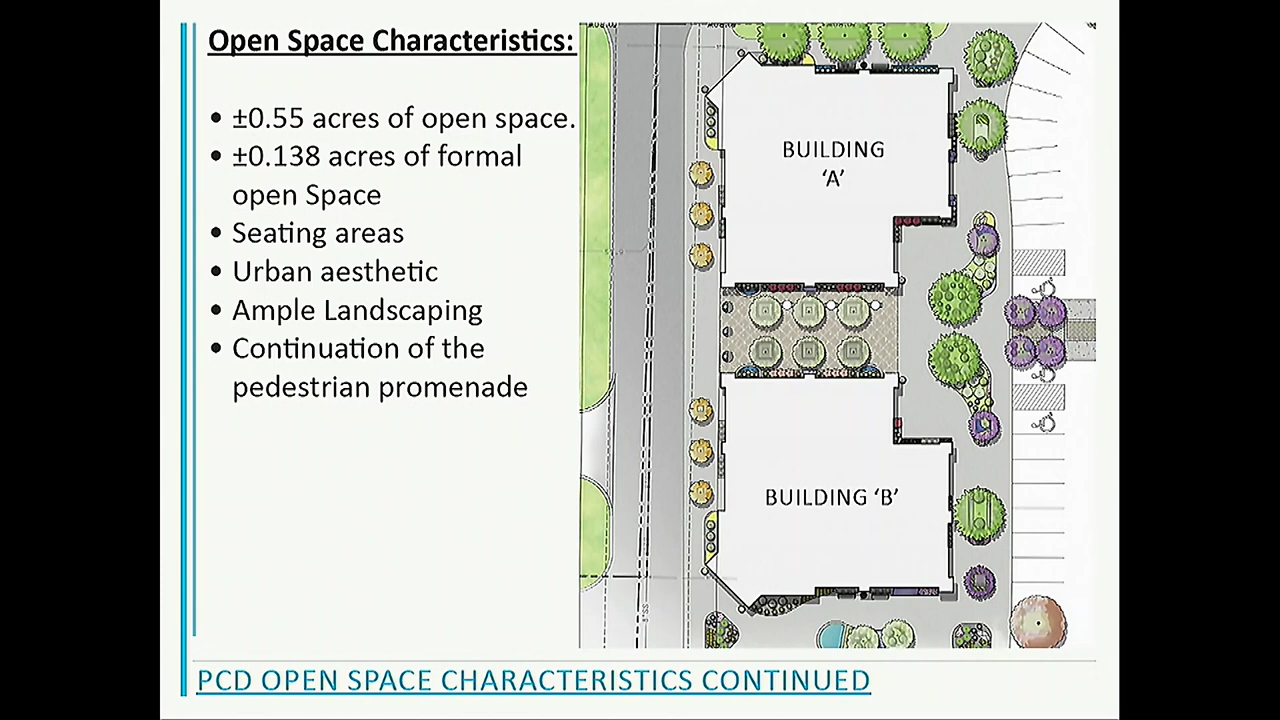 Open Space Characteristics:
• ±0.55 acres of open space.
• ±0.138 acres of formal
open Space
• Seating areas
• Urban aesthetic
• Ample Landscaping
• Continuation of the
pedestrian promenade
BUILDING
‘A’
BUILDING ‘B’
PCD OPEN SPACE CHARACTERISTICS CONTINUED